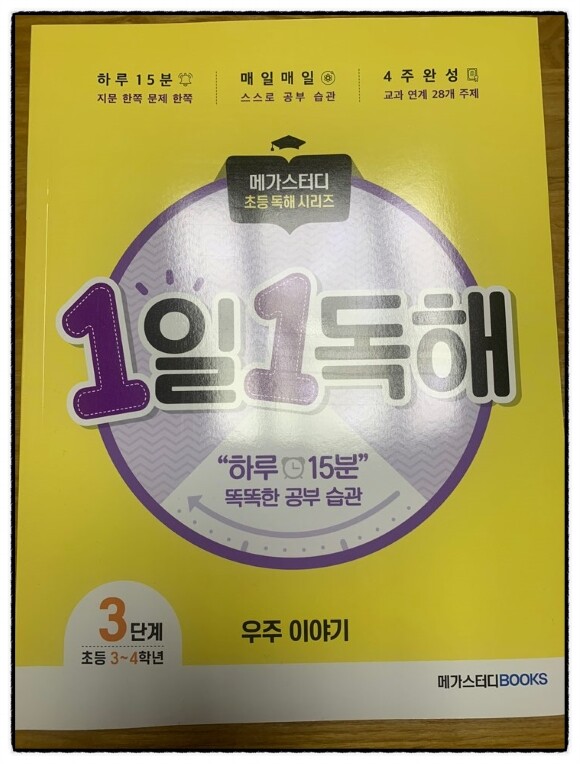 하루 15분
지문 한쪽 문제 한쪽
매일매일
스스로 공부 습관
4주완성
교과 연계 28개 주제
메가스터디
초등 독해 시리즈
1일1독해
“하루 15분”
똑똑한 공부 습관
3단계
초등 3~4학년
우주 이야기
메가스터디BOOKS